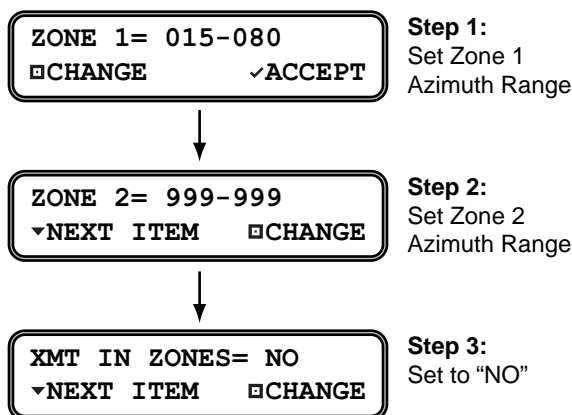 ZONE 1= 015-080
⊡CHANGE ✓ACCEPT
Step 1:
Set Zone 1
Azimuth Range
ZONE 2= 999-999
▼NEXT ITEM ⊡CHANGE
Step 2:
Set Zone 2
Azimuth Range
XMT IN ZONES= NO
▼NEXT ITEM ⊡CHANGE
Step 3:
Set to “NO”